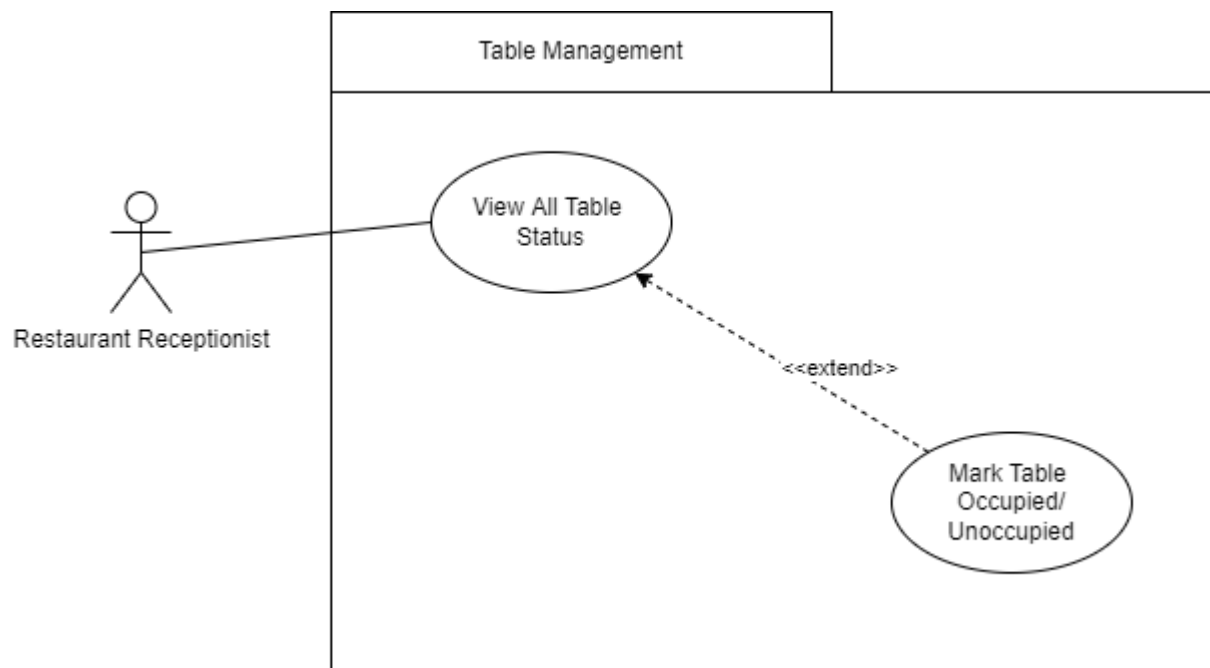 Table Management
View All Table
Status
Restaurant Receptionist
<<extend>>
Mark Table
Occupied/
Unoccupied